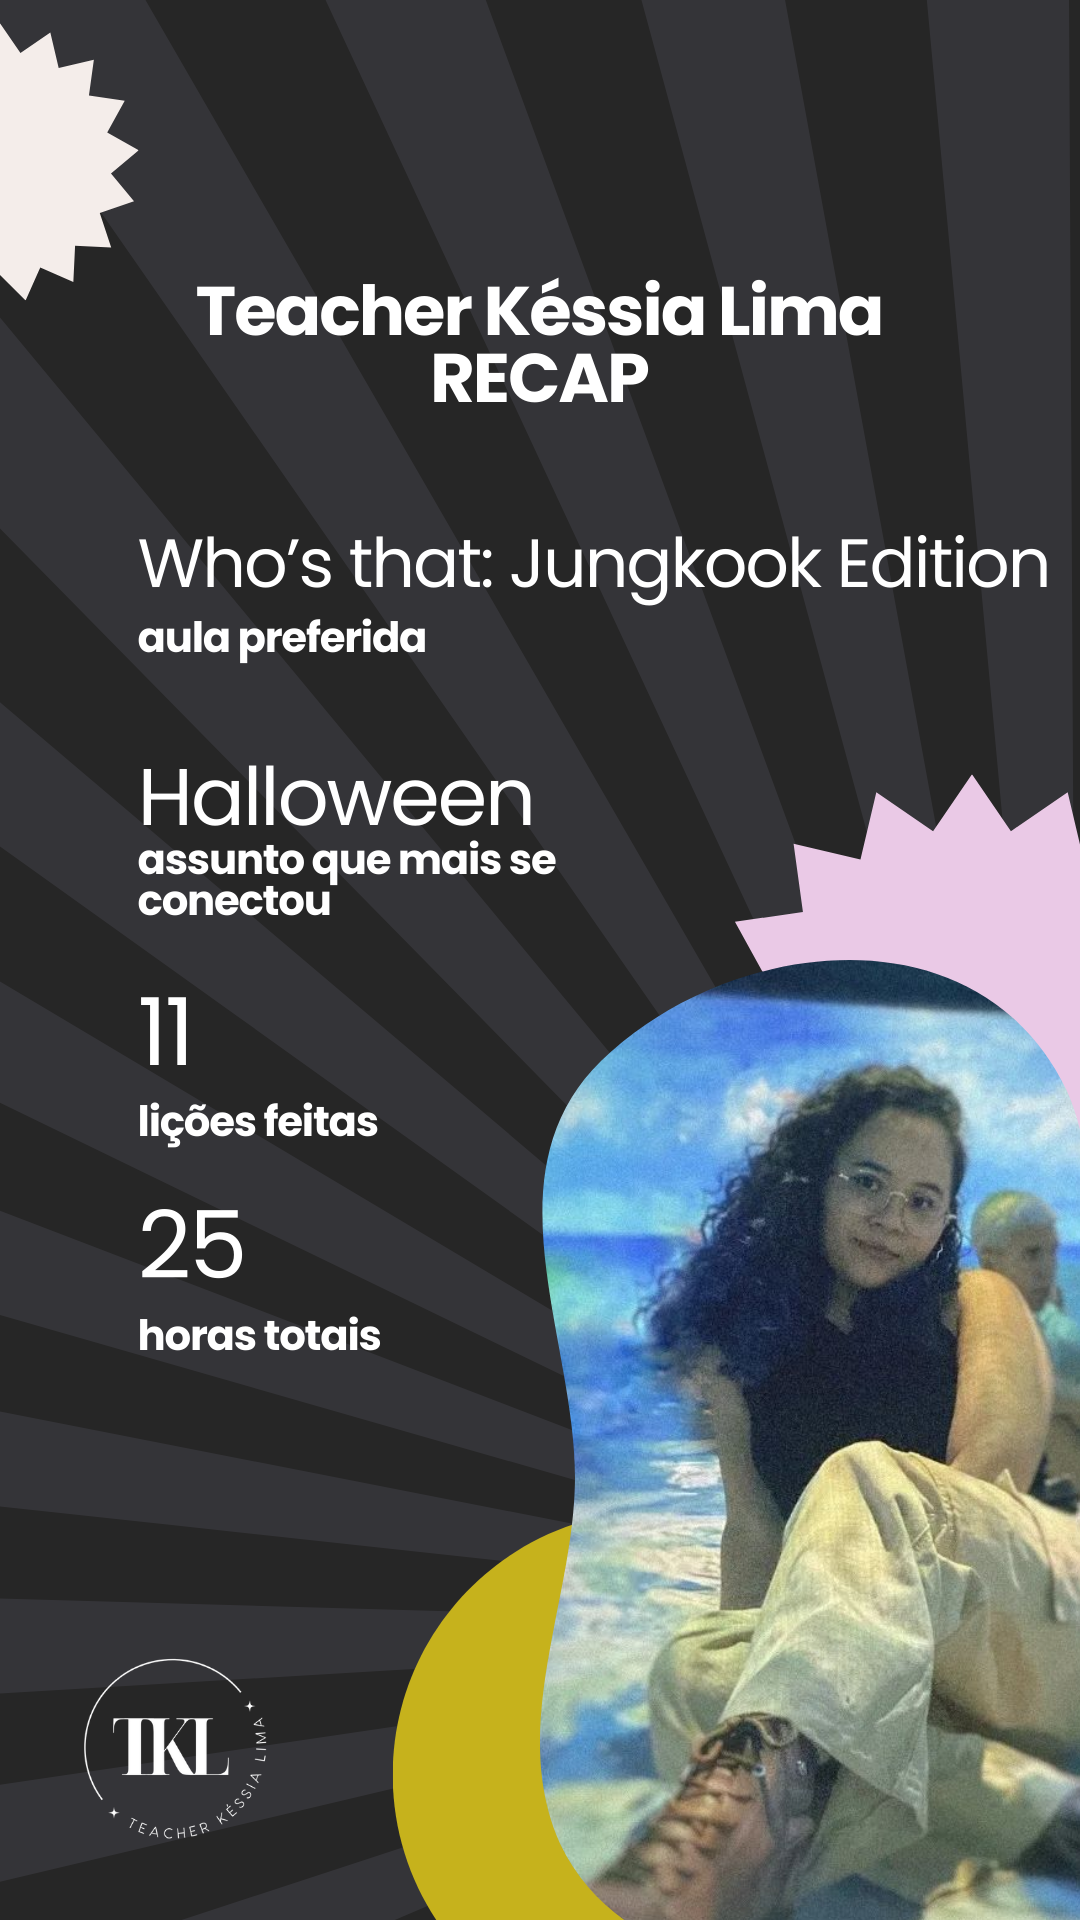 Teacher Késsia Lima
RECAP
Who’s that: Jungkook Edition
aula preferida
Halloween
assunto que mais se
conectou
11
lições feitas
25
horas totais
TKL
TEACHER KÉSSIA LIMA